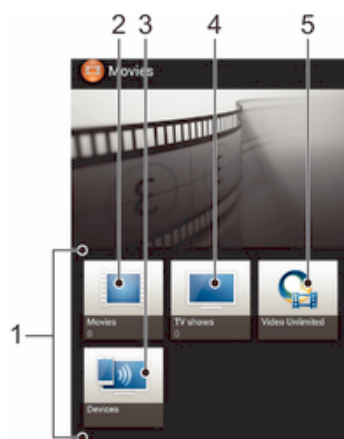 2 3 4 5
Movies
1
Movies
0
TV shows
0
Video Unlimited
Devices